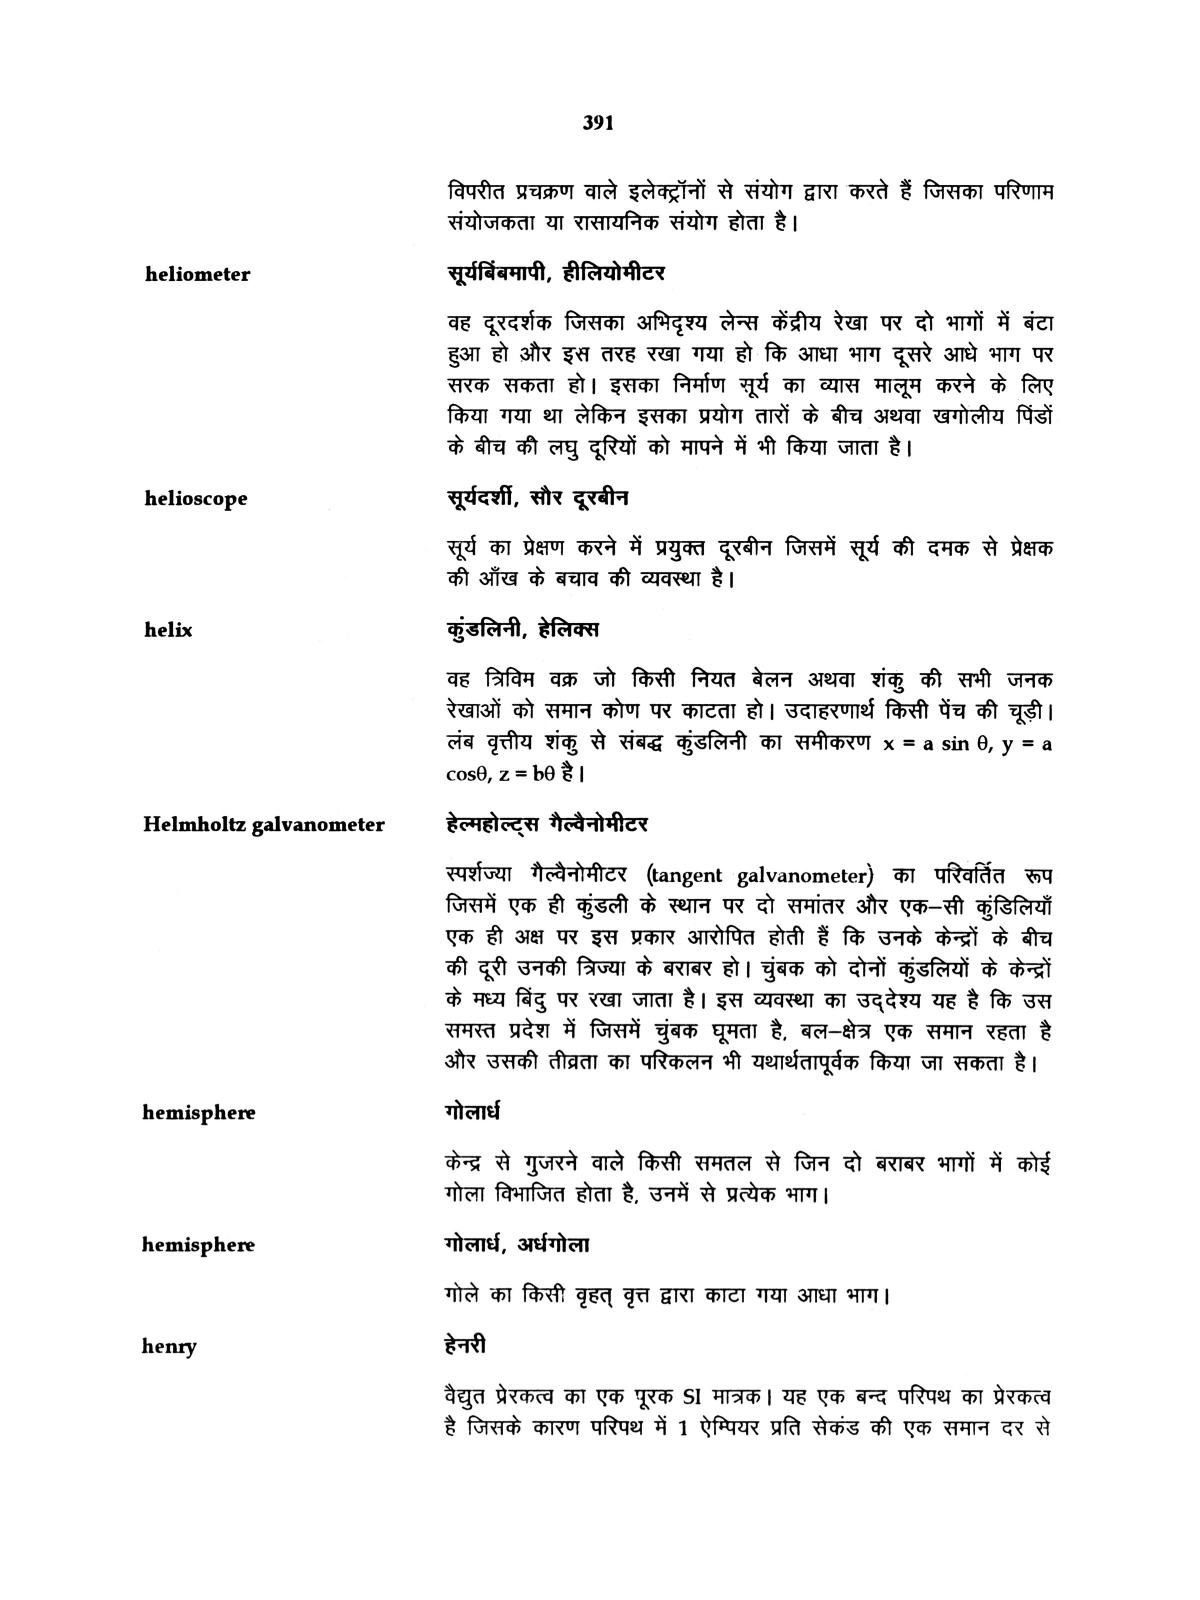 391
विपरीत प्रचक्रण वाले इलेक्ट्रॉनों से संयोग द्वारा करते हैं जिसका परिणाम
संयोजकता या रासायनिक संयोग होता है।
heliometer सूर्यबिंबमापी, हीलियोमीटर
वह दूरदर्शक जिसका अभिदृश्य लेन्स केंद्रीय रेखा पर दो भागों में बंटा
हुआ हो और इस तरह रखा गया हो कि आधा भाग दूसरे आधे भाग पर
सरक सकता हो। इसका निर्माण सूर्य का व्यास मालूम करने के लिए
किया गया था लेकिन इसका प्रयोग तारों के बीच अथवा खगोलीय पिंडों
के बीच की लघु दूरियों को मापने में भी किया जाता है।
helioscope सूर्यदर्शी, सौर दूरबीन
सूर्य का प्रेक्षण करने में प्रयुक्त दूरबीन जिसमें सूर्य की दमक से प्रेक्षक
की आँख के बचाव की व्यवस्था है।
helix कुंडलिनी, हेलिक्स
वह त्रिविम वक्र जो किसी नियत बेलन अथवा शंकु की सभी जनक
रेखाओं को समान कोण पर काटता हो। उदाहरणार्थ किसी पेंच की चूड़ी।
लंब वृत्तीय शंकु से संबद्ध कुंडलिनी का समीकरण x = a sin θ, y = a
cosθ, z = bθ है।
Helmholtz galvanometer हेल्महोल्ट्स गैल्वैनोमीटर
स्पर्शज्या गैल्वैनोमीटर (tangent galvanometer) का परिवर्तित रूप
जिसमें एक ही कुंडली के स्थान पर दो समांतर और एक–सी कुंडिलियाँ
एक ही अक्ष पर इस प्रकार आरोपित होती हैं कि उनके केन्द्रों के बीच
की दूरी उनकी त्रिज्या के बराबर हो। चुंबक को दोनों कुंडलियों के केन्द्रों
के मध्य बिंदु पर रखा जाता है। इस व्यवस्था का उद्देश्य यह है कि उस
समस्त प्रदेश में जिसमें चुंबक घूमता है, बल–क्षेत्र एक समान रहता है
और उसकी तीव्रता का परिकलन भी यथार्थतापूर्वक किया जा सकता है।
hemisphere गोलार्ध
केन्द्र से गुजरने वाले किसी समतल से जिन दो बराबर भागों में कोई
गोला विभाजित होता है, उनमें से प्रत्येक भाग।
hemisphere गोलार्ध, अर्धगोला
गोले का किसी वृहत् वृत्त द्वारा काटा गया आधा भाग।
henry हेनरी
वैद्युत प्रेरकत्व का एक पूरक SI मात्रक। यह एक बन्द परिपथ का प्रेरकत्व
है जिसके कारण परिपथ में 1 ऐम्पियर प्रति सेकंड की एक समान दर से